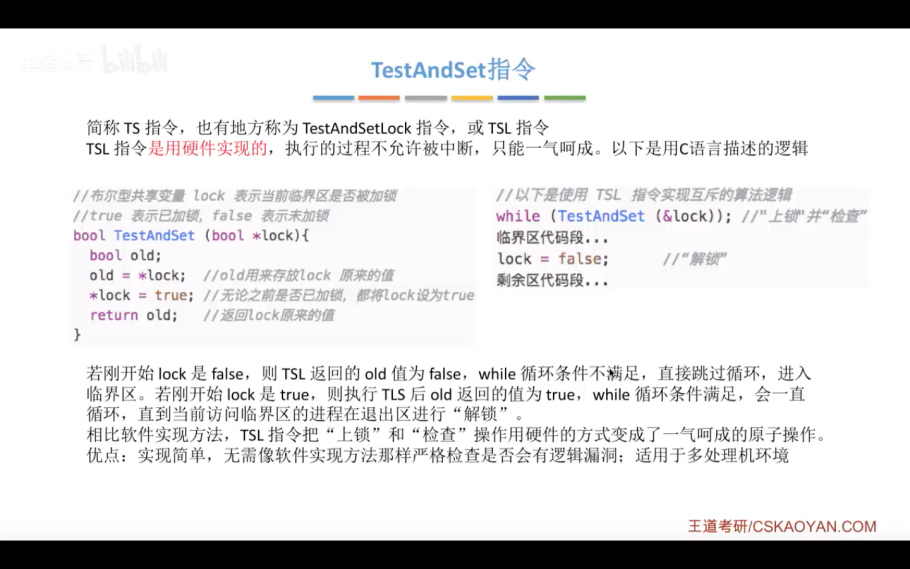 TestAndSet指令
简称 TS 指令，也有地方称为 TestAndSetLock 指令，或 TSL 指令
TSL 指令是用硬件实现的，执行的过程不允许被中断，只能一气呵成。以下是用C语言描述的逻辑
//布尔型共享变量 lock 表示当前临界区是否被加锁
//true 表示已加锁，false 表示未加锁
bool TestAndSet (bool *lock){
bool old;
old = *lock; //old用来存放lock 原来的值
*lock = true; //无论之前是否已加锁，都将lock设为true
return old; //返回lock原来的值
}
//以下是使用 TSL 指令实现互斥的算法逻辑
while (TestAndSet (&lock)); //"上锁"并“检查”
临界区代码段...
lock = false; //“解锁”
剩余区代码段...
若刚开始 lock 是 false，则 TSL 返回的 old 值为 false，while 循环条件不满足，直接跳过循环，进入
临界区。若刚开始 lock 是 true，则执行 TLS 后 old 返回的值为 true，while 循环条件满足，会一直
循环，直到当前访问临界区的进程在退出区进行“解锁”。
相比软件实现方法，TSL 指令把“上锁”和“检查”操作用硬件的方式变成了一气呵成的原子操作。
优点：实现简单，无需像软件实现方法那样严格检查是否会有逻辑漏洞；适用于多处理机环境
王道考研/CSKAOYAN.COM